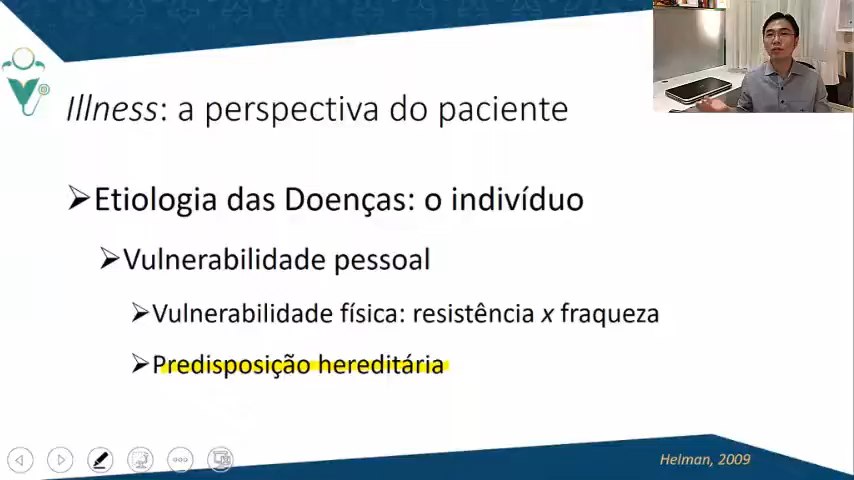 Illness: a perspectiva do paciente
➢Etiologia das Doenças: o indivíduo
➢Vulnerabilidade pessoal
➢Vulnerabilidade física: resistência x fraqueza
➢Predisposição hereditária
Helman, 2009